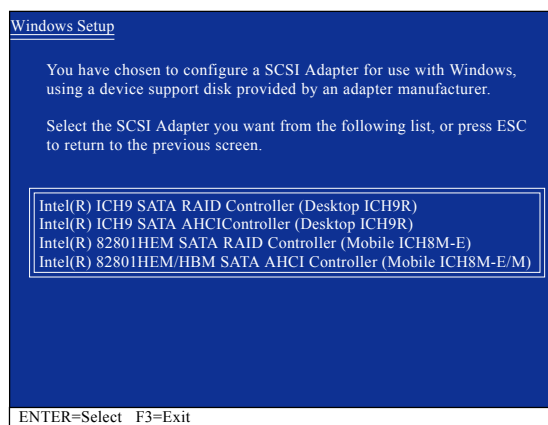 Windows Setup
You have chosen to configure a SCSI Adapter for use with Windows,
using a device support disk provided by an adapter manufacturer.
Select the SCSI Adapter you want from the following list, or press ESC
to return to the previous screen.
Intel(R) ICH9 SATA RAID Controller (Desktop ICH9R)
Intel(R) ICH9 SATA AHCIController (Desktop ICH9R)
Intel(R) 82801HEM SATA RAID Controller (Mobile ICH8M-E)
Intel(R) 82801HEM/HBM SATA AHCI Controller (Mobile ICH8M-E/M)
ENTER=Select F3=Exit